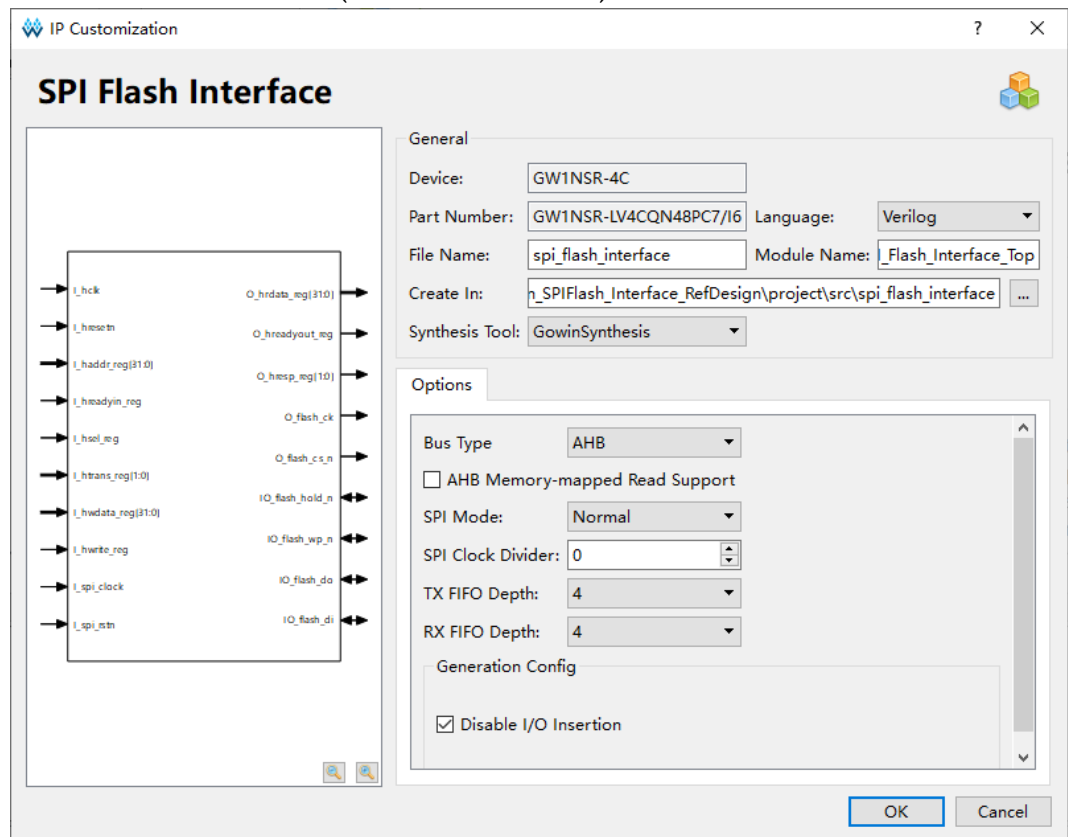 IP Customization ? ×
SPI Flash Interface
I_hclk
I_hresetn
I_haddr_reg[31:0]
I_hreadyin_reg
I_hsel_reg
I_htrans_reg[1:0]
I_hwdata_reg[31:0]
I_hwrite_reg
I_spi_clock
I_spi_rstn
O_hrdata_reg[31:0]
O_hreadyout_reg
O_hresp_reg[1:0]
O_flash_ck
O_flash_cs_n
IO_flash_hold_n
IO_flash_wp_n
IO_flash_do
IO_flash_di
General
Device: GW1NSR-4C
Part Number: GW1NSR-LV4CQN48PC7/I6 Language: Verilog
File Name: spi_flash_interface Module Name: I_Flash_Interface_Top
Create In: n_SPIFlash_Interface_RefDesign\project\src\spi_flash_interface ...
Synthesis Tool: GowinSynthesis
Options
Bus Type AHB
AHB Memory-mapped Read Support
SPI Mode: Normal
SPI Clock Divider: 0
TX FIFO Depth: 4
RX FIFO Depth: 4
Generation Config
Disable I/O Insertion
OK Cancel